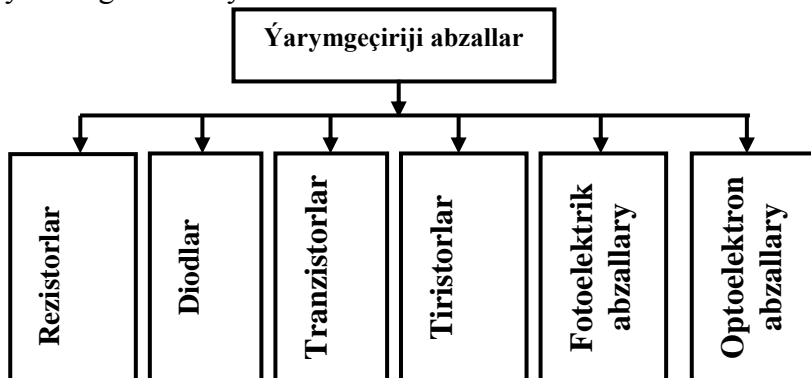 Ýarymgeçiriji abzallar
Rezistorlar
Diodlar
Tranzistorlar
Tiristorlar
Fotoelektrik
abzallary
Optoelektron
abzallary